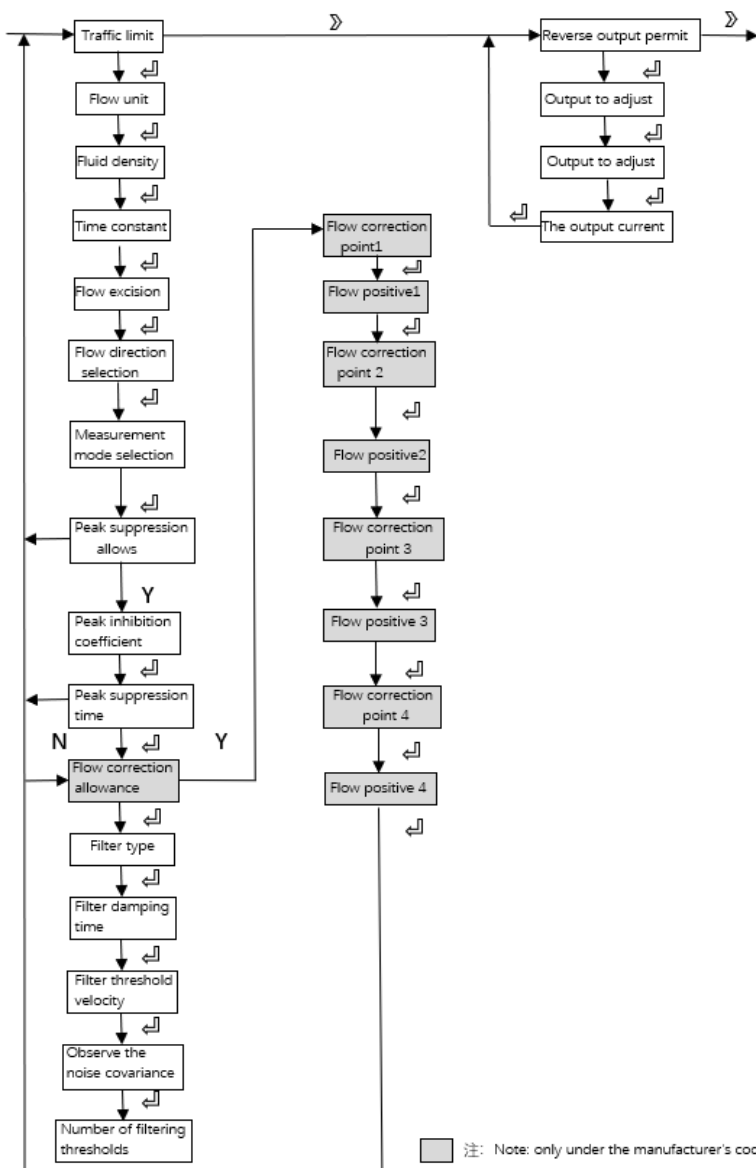 Traffic limit
Flow unit
Fluid density
Time constant
Flow excision
Flow direction
selection
Measurement
mode selection
Peak suppression
allows
Y
Peak inhibition
coefficient
Peak suppression
time
N
Y
Flow correction
allowance
Filter type
Filter damping
time
Filter threshold
velocity
Observe the
noise covariance
Number of filtering
thresholds
Flow correction
point1
Flow positive1
Flow correction
point 2
Flow positive2
Flow correction
point 3
Flow positive 3
Flow correction
point 4
Flow positive 4
Reverse output permit
Output to adjust
Output to adjust
The output current
注: Note: only under the manufacturer's